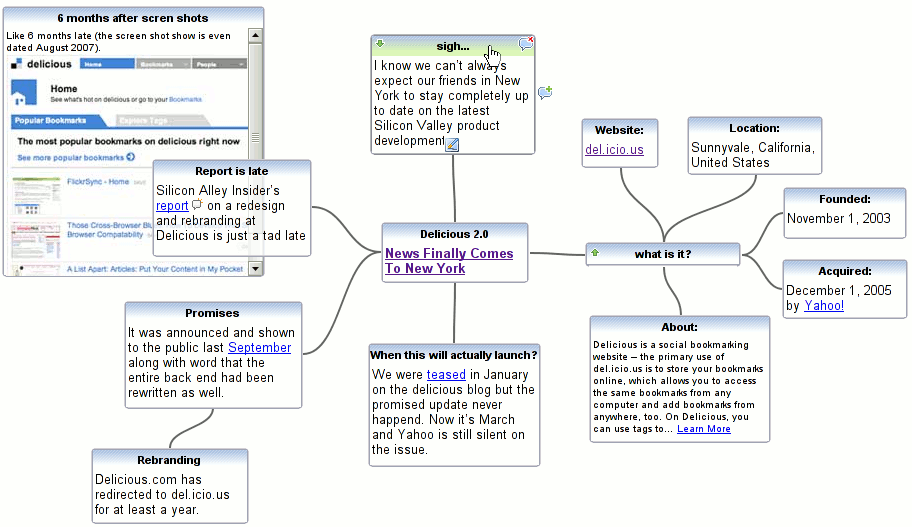 6 months after scren shots
Like 6 months late (the screen shot show is even
dated August 2007).
delicious
Home
Bookmarks
People
Home
See what's hot on delicious or go to your Bookmarks.
Popular Bookmarks
Explore Tags
The most popular bookmarks on delicious right now
See more popular bookmarks
FlickrSync - Home
Those Cross-Browser Blu
Browser Compatability
A List Apart: Articles: Put Your Content in My Pocket
Report is late
Silicon Alley Insider's
report on a redesign
and rebranding at
Delicious is just a tad late
sigh...
I know we can't always
expect our friends in New
York to stay completely up
to date on the latest
Silicon Valley product
development.
Delicious 2.0
News Finally Comes
To New York
Website:
del.icio.us
Location:
Sunnyvale, California,
United States
Founded:
November 1, 2003
what is it?
Acquired:
December 1, 2005
by Yahoo!
About:
Delicious is a social bookmarking
website – the primary use of
del.icio.us is to store your bookmarks
online, which allows you to access
the same bookmarks from any
computer and add bookmarks from
anywhere, too. On Delicious, you
can use tags to... Learn More
Promises
It was announced and shown
to the public last September
along with word that the
entire back end had been
rewritten as well.
When this will actually launch?
We were teased in January
on the delicious blog but the
promised update never
happend. Now it's March
and Yahoo is still silent on
the issue.
Rebranding
Delicious.com has
redirected to del.icio.us
for at least a year.